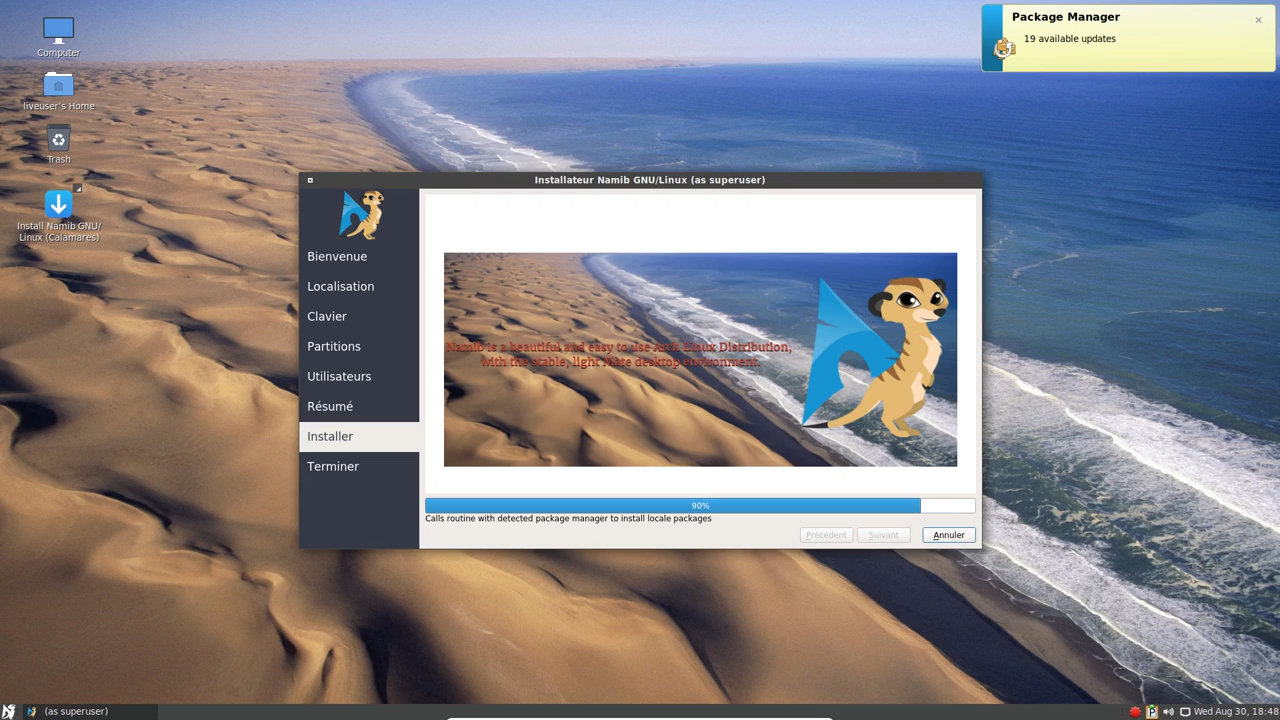 Computer
liveuser's Home
Trash
Install Namib GNU/
Linux (Calamares)
Package Manager
19 available updates
Installateur Namib GNU/Linux (as superuser)
Bienvenue
Localisation
Clavier
Partitions
Utilisateurs
Résumé
Installer
Terminer
Namib is a beautiful and easy to use Arch Linux Distribution,
with the stable, light Mate desktop environment.
90%
Calls routine with detected package manager to install locale packages
Précédent
Suivant
Annuler
(as superuser)
Wed Aug 30, 18:48